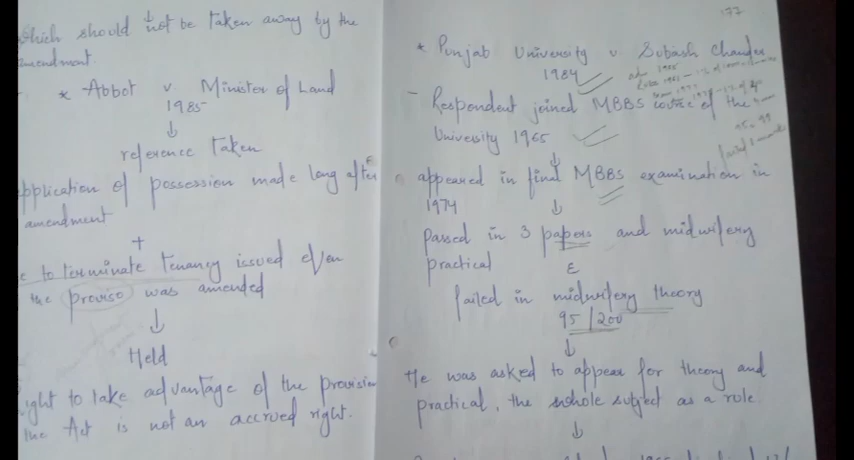 which should not be taken away by the
amendment.
* Abbot v. Minister of Land
1985
↓
reference taken
application of possession made long after
amendment
+
to terminate tenancy issued even
the proviso was amended
↓
Held
ight to take advantage of the provision
the Act is not an accrued right.
177
* Punjab University v. Subash Chander
1984
- Respondent joined MBBS course of the
University 1965
↓
appeared in final MBBS examination in
1974
↓
passed in 3 papers and midwifery
practical
&
failed in midwifery theory
95/200
↓
He was asked to appear for theory and
practical, the whole subject as a rule.
↓